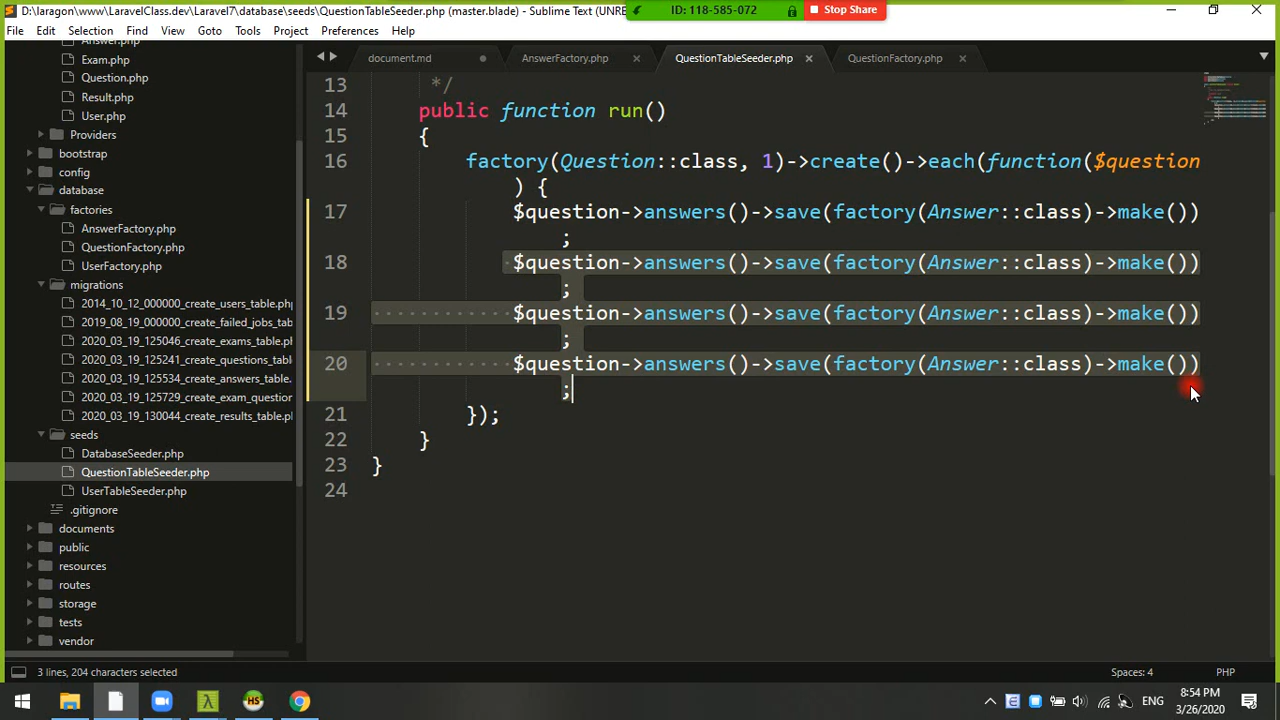 D:\laragon\www\LaravelClass.dev\Laravel7\database\seeds\QuestionTableSeeder.php (master.blade) - Sublime Text (UNRE
ID: 118-585-072
Stop Share
File Edit Selection Find View Goto Tools Project Preferences Help
document.md AnswerFactory.php QuestionTableSeeder.php QuestionFactory.php
Answer.php
Exam.php
Question.php
Result.php
User.php
Providers
bootstrap
config
database
factories
AnswerFactory.php
QuestionFactory.php
UserFactory.php
migrations
2014_10_12_000000_create_users_table.php
2019_08_19_000000_create_failed_jobs_tab
2020_03_19_125046_create_exams_table.ph
2020_03_19_125241_create_questions_table
2020_03_19_125534_create_answers_table.p
2020_03_19_125729_create_exam_question
2020_03_19_130044_create_results_table.ph
seeds
DatabaseSeeder.php
QuestionTableSeeder.php
UserTableSeeder.php
.gitignore
documents
public
resources
routes
storage
tests
vendor
13 */
14 public function run()
15 {
16 factory(Question::class, 1)->create()->each(function($question
) {
17 $question->answers()->save(factory(Answer::class)->make())
;
18 $question->answers()->save(factory(Answer::class)->make())
;
19 $question->answers()->save(factory(Answer::class)->make())
;
20 $question->answers()->save(factory(Answer::class)->make())
;
21 });
22 }
23 }
24
3 lines, 204 characters selected
Spaces: 4
PHP
HS
ENG
8:54 PM
3/26/2020